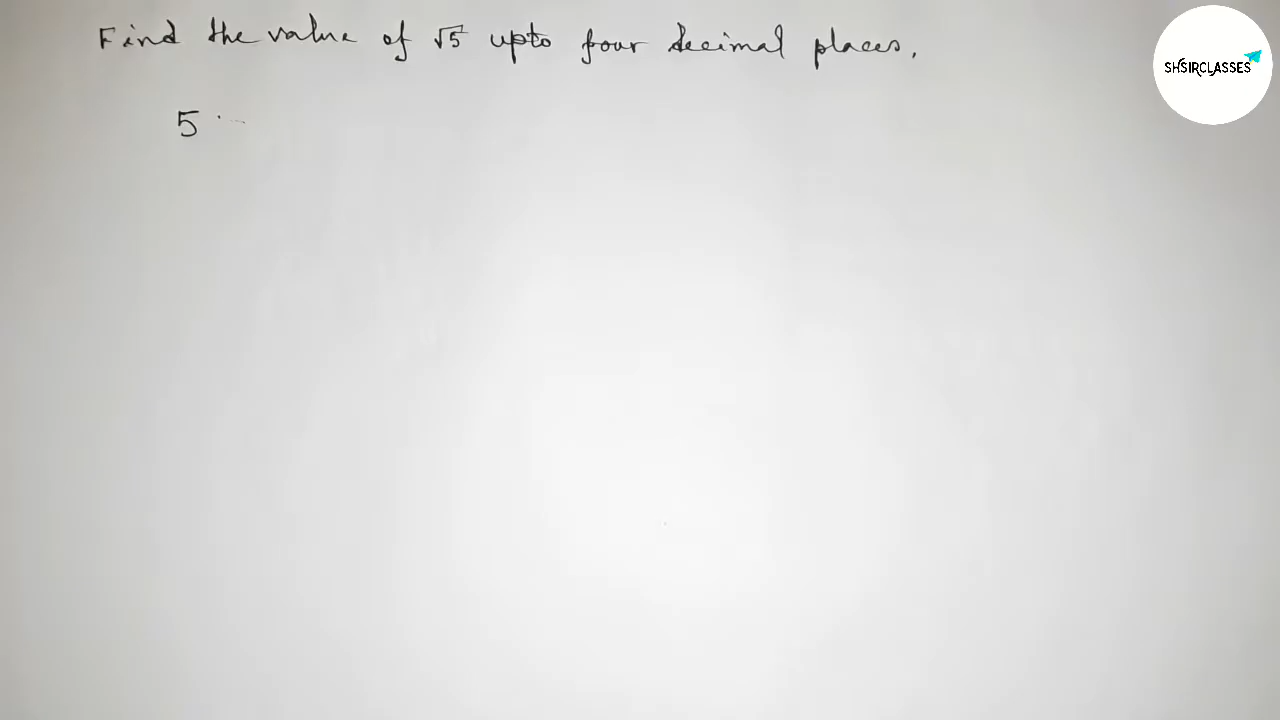 Find the value of √5 upto four decimal places.
SHSIRCLASSES
5 ...